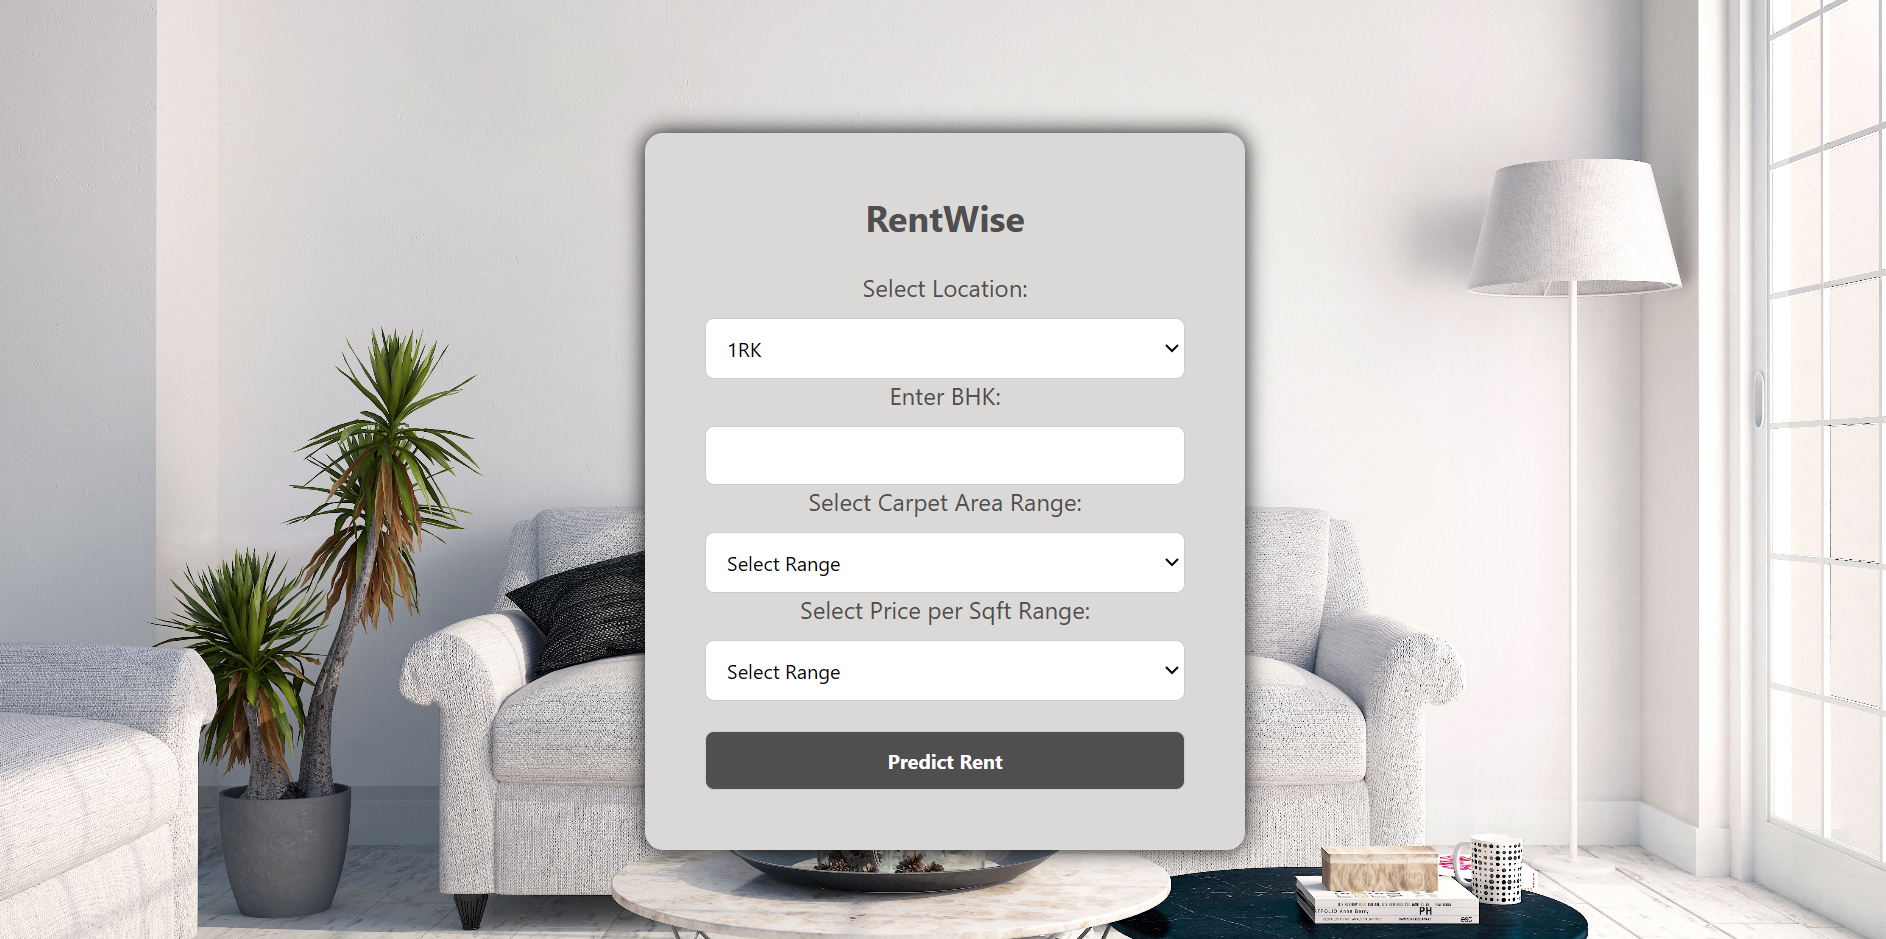 RentWise
Select Location:
1RK
Enter BHK:
Select Carpet Area Range:
Select Range
Select Price per Sqft Range:
Select Range
Predict Rent
PH
est